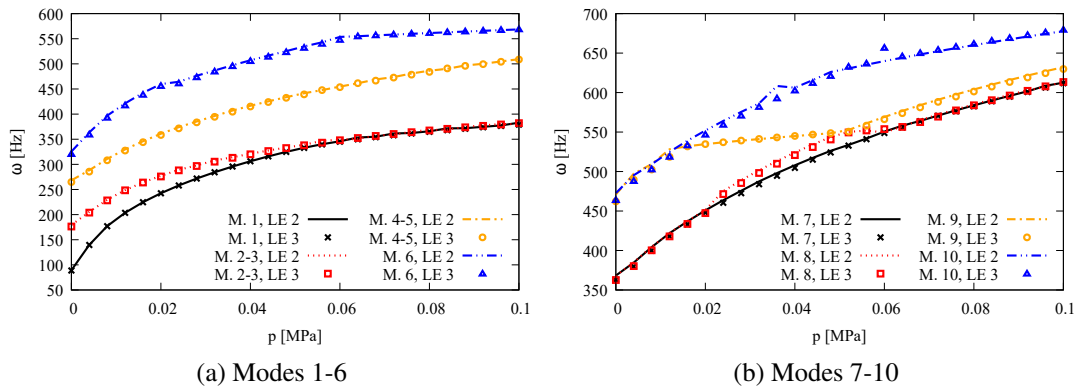 600
550
500
450
400
350
300
250
200
150
100
50
ω [Hz]
0 0.02 0.04 0.06 0.08 0.1
p [MPa]
M. 1, LE 2
M. 1, LE 3
M. 2-3, LE 2
M. 2-3, LE 3
M. 4-5, LE 2
M. 4-5, LE 3
M. 6, LE 2
M. 6, LE 3
(a) Modes 1-6
700
650
600
550
500
450
400
350
ω [Hz]
0 0.02 0.04 0.06 0.08 0.1
p [MPa]
M. 7, LE 2
M. 7, LE 3
M. 8, LE 2
M. 8, LE 3
M. 9, LE 2
M. 9, LE 3
M. 10, LE 2
M. 10, LE 3
(b) Modes 7-10